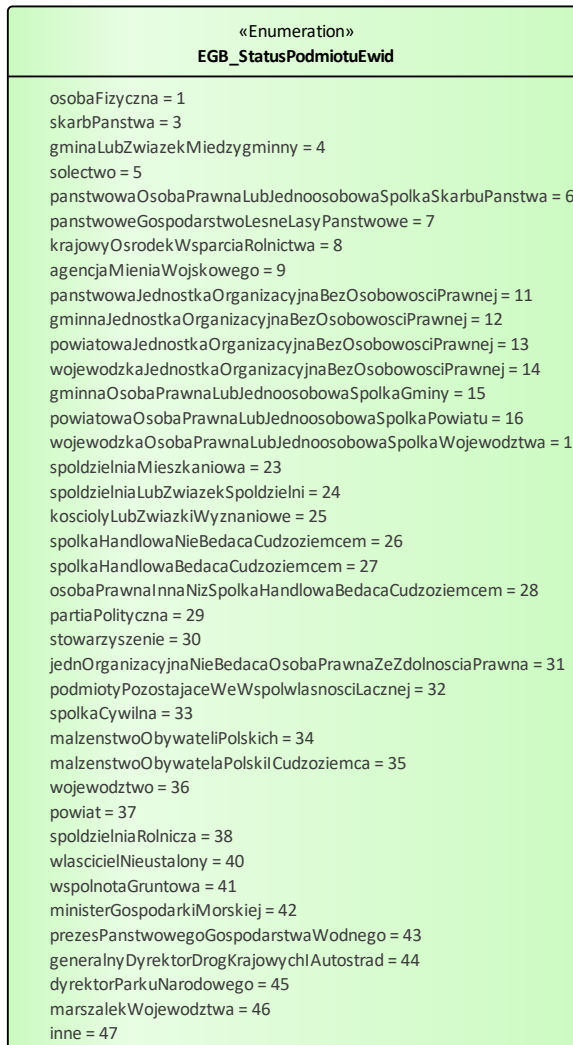 «Enumeration»
EGB_StatusPodmiotuEwid
osobaFizyczna = 1
skarbPanstwa = 3
gminaLubZwiazekMiedzygminny = 4
solectwo = 5
panstwowaOsobaPrawnaLubJednoosobowaSpolkaSkarbuPanstwa = 6
panstwoweGospodarstwoLesneLasyPanstwowe = 7
krajowyOsrodekWsparciaRolnictwa = 8
agencjaMieniaWojskowego = 9
panstwowaJednostkaOrganizacyjnaBezOsobowosciPrawnej = 11
gminnaJednostkaOrganizacyjnaBezOsobowosciPrawnej = 12
powiatowaJednostkaOrganizacyjnaBezOsobowosciPrawnej = 13
wojewodzkaJednostkaOrganizacyjnaBezOsobowosciPrawnej = 14
gminnaOsobaPrawnaLubJednoosobowaSpolkaGminy = 15
powiatowaOsobaPrawnaLubJednoosobowaSpolkaPowiatu = 16
wojewodzkaOsobaPrawnaLubJednoosobowaSpolkaWojewodztwa = 1
spoldzielniaMieszkaniowa = 23
spoldzielniaLubZwiazekSpoldzielni = 24
kosciolyLubZwiazkiWyznaniowe = 25
spolkaHandlowaNieBedacaCudzoziemcem = 26
spolkaHandlowaBedacaCudzoziemcem = 27
osobaPrawnaInnaNizSpolkaHandlowaBedacaCudzoziemcem = 28
partiaPolityczna = 29
stowarzyszenie = 30
jednOrganizacyjnaNieBedacaOsobaPrawnaZeZdolnosciaPrawna = 31
podmiotyPozostajaceWeWspolwlasnosciLacznej = 32
spolkaCywilna = 33
malzenstwoObywateliPolskich = 34
malzenstwoObywatelaPolskiICudzoziemca = 35
wojewodztwo = 36
powiat = 37
spoldzielniaRolnicza = 38
wlascicielNieustalony = 40
wspolnotaGruntowa = 41
ministerGospodarkiMorskiej = 42
prezesPanstwowegoGospodarstwaWodnego = 43
generalnyDyrektorDrogKrajowychIAutostrad = 44
dyrektorParkuNarodowego = 45
marszalekWojewodztwa = 46
inne = 47